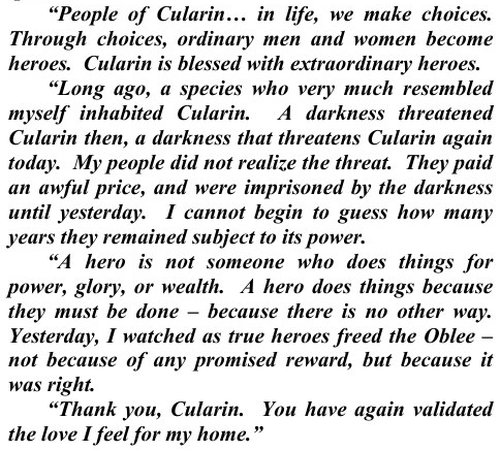 “People of Cularin… in life, we make choices.
Through choices, ordinary men and women become
heroes.  Cularin is blessed with extraordinary heroes.
“Long ago, a species who very much resembled
myself inhabited Cularin.  A darkness threatened
Cularin then, a darkness that threatens Cularin again
today.  My people did not realize the threat.  They paid
an awful price, and were imprisoned by the darkness
until yesterday.  I cannot begin to guess how many
years they remained subject to its power.
“A hero is not someone who does things for
power, glory, or wealth.  A hero does things because
they must be done – because there is no other way.
Yesterday, I watched as true heroes freed the Oblee –
not because of any promised reward, but because it
was right.
“Thank you, Cularin.  You have again validated
the love I feel for my home.”